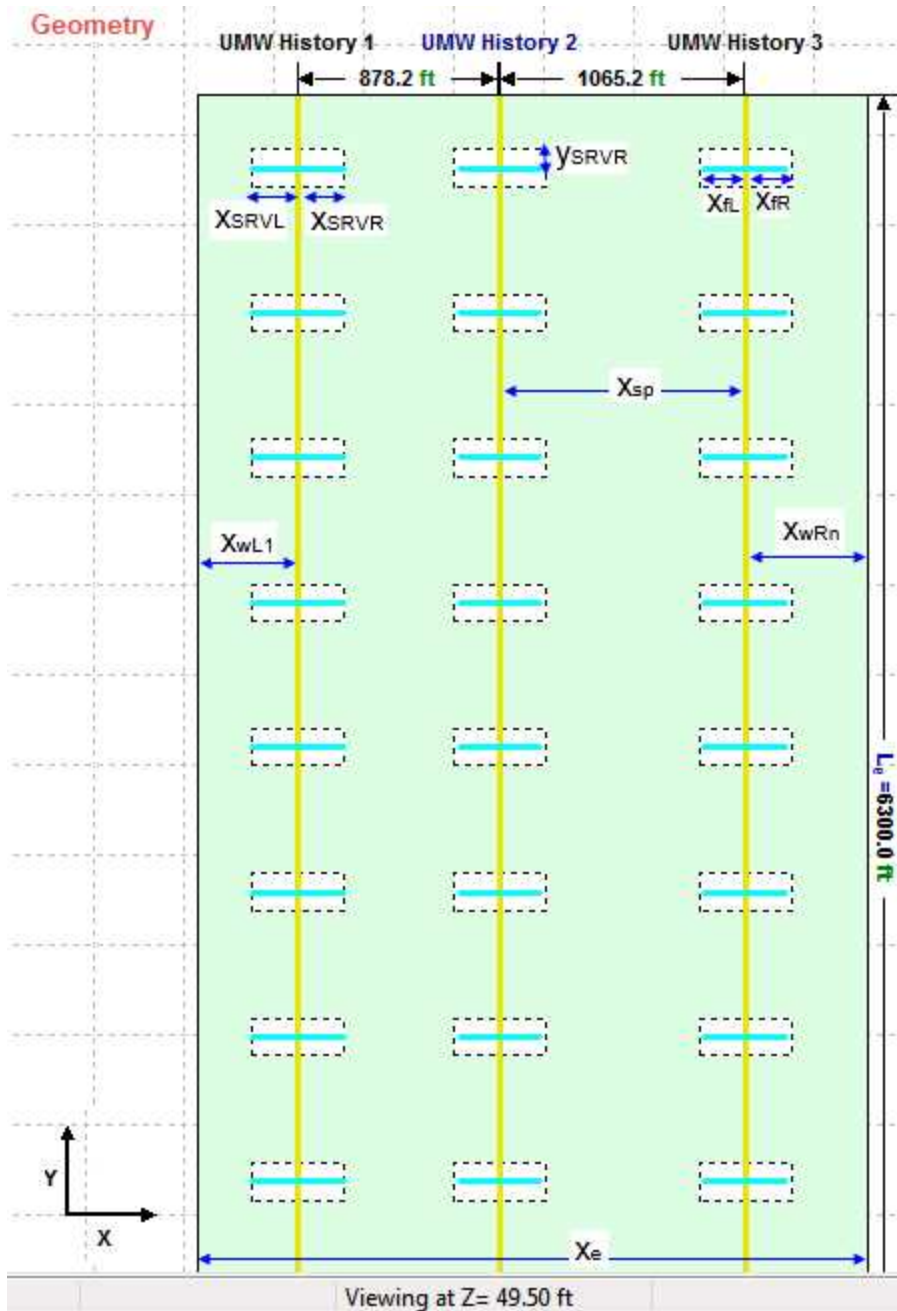 Geometry
UMW History 1 UMW History 2 UMW History 3
878.2 ft 1065.2 ft
ySRVR
XSRVL XSRVR
XfL XfR
Xsp
XwL1
XwRn
Le =6300.0 ft
Y
X
Xe
Viewing at Z= 49.50 ft